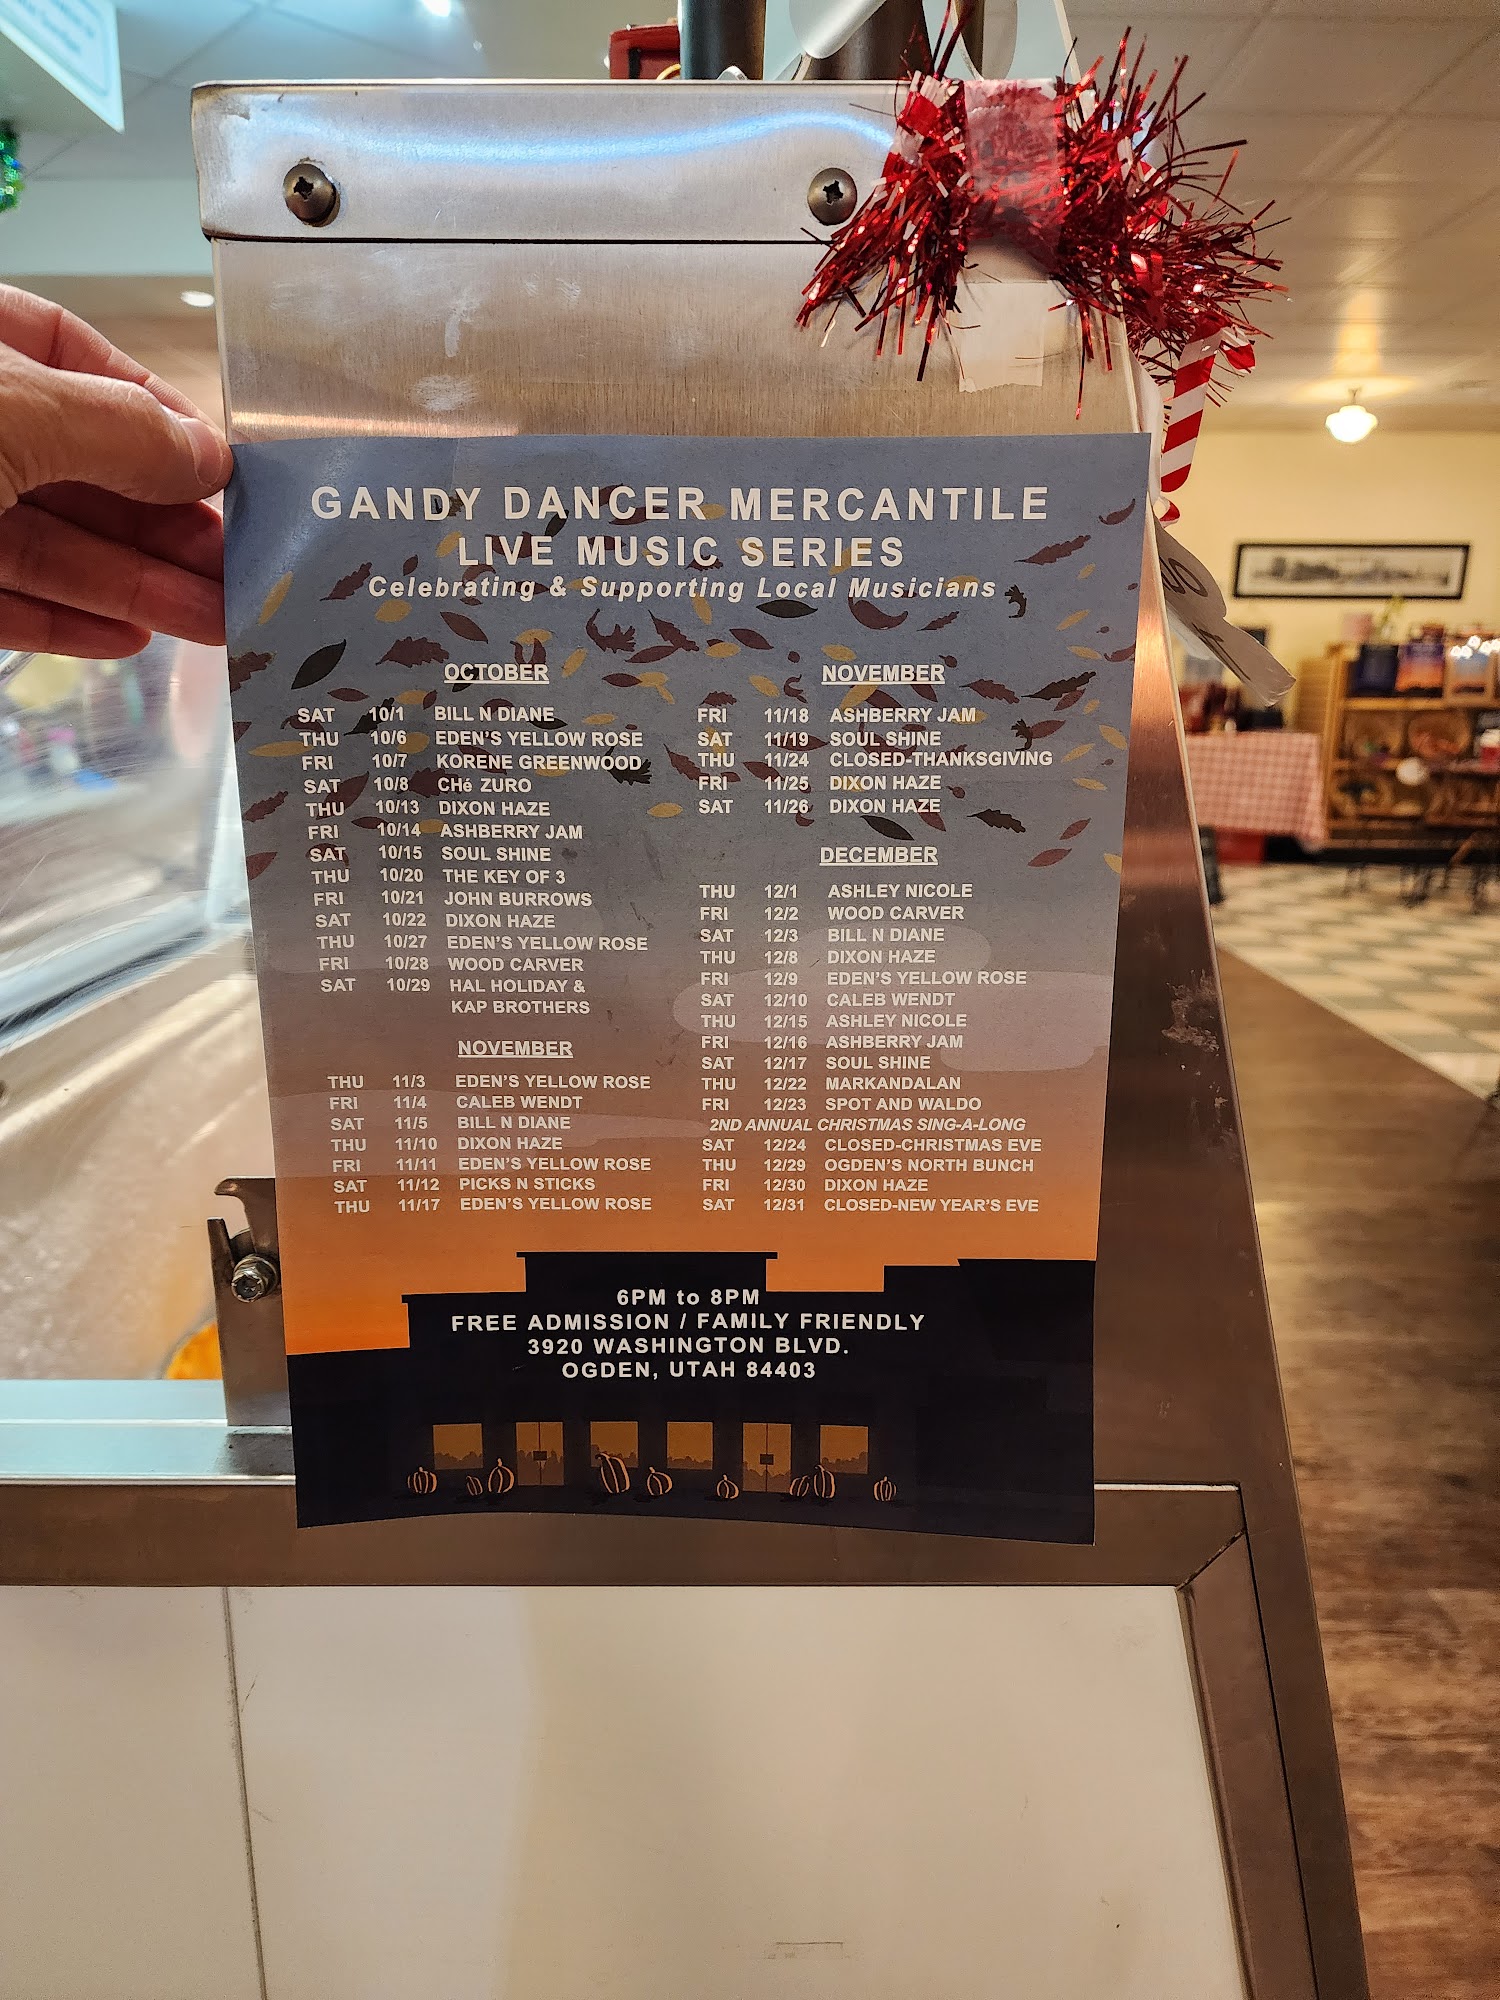 GANDY DANCER MERCANTILE
LIVE MUSIC SERIES
Celebrating & Supporting Local Musicians
OCTOBER
SAT 10/1 BILL N DIANE
THU 10/6 EDEN'S YELLOW ROSE
FRI 10/7 KORENE GREENWOOD
SAT 10/8 CHé ZURO
THU 10/13 DIXON HAZE
FRI 10/14 ASHBERRY JAM
SAT 10/15 SOUL SHINE
THU 10/20 THE KEY OF 3
FRI 10/21 JOHN BURROWS
SAT 10/22 DIXON HAZE
THU 10/27 EDEN'S YELLOW ROSE
FRI 10/28 WOOD CARVER
SAT 10/29 HAL HOLIDAY &
KAP BROTHERS
NOVEMBER
THU 11/3 EDEN'S YELLOW ROSE
FRI 11/4 CALEB WENDT
SAT 11/5 BILL N DIANE
THU 11/10 DIXON HAZE
FRI 11/11 EDEN'S YELLOW ROSE
SAT 11/12 PICKS N STICKS
THU 11/17 EDEN'S YELLOW ROSE
NOVEMBER
FRI 11/18 ASHBERRY JAM
SAT 11/19 SOUL SHINE
THU 11/24 CLOSED-THANKSGIVING
FRI 11/25 DIXON HAZE
SAT 11/26 DIXON HAZE
DECEMBER
THU 12/1 ASHLEY NICOLE
FRI 12/2 WOOD CARVER
SAT 12/3 BILL N DIANE
THU 12/8 DIXON HAZE
FRI 12/9 EDEN'S YELLOW ROSE
SAT 12/10 CALEB WENDT
THU 12/15 ASHLEY NICOLE
FRI 12/16 ASHBERRY JAM
SAT 12/17 SOUL SHINE
THU 12/22 MARKANDALAN
FRI 12/23 SPOT AND WALDO
2ND ANNUAL CHRISTMAS SING-A-LONG
SAT 12/24 CLOSED-CHRISTMAS EVE
THU 12/29 OGDEN'S NORTH BUNCH
FRI 12/30 DIXON HAZE
SAT 12/31 CLOSED-NEW YEAR'S EVE
6PM to 8PM
FREE ADMISSION / FAMILY FRIENDLY
3920 WASHINGTON BLVD.
OGDEN, UTAH 84403